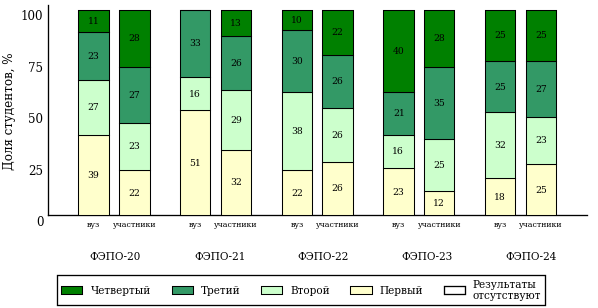 Доля студентов, %
100
75
50
25
0
11 28 33 13 10 22 40 28 25 25
23 27 16 26 30 26 21 35 25 27
27 23 51 29 38 26 16 25 32 23
39 22 32 22 26 23 12 18 25
вуз участники вуз участники вуз участники вуз участники вуз участники
ФЭПО-20 ФЭПО-21 ФЭПО-22 ФЭПО-23 ФЭПО-24
Четвертый Третий Второй Первый Результаты
отсутствуют